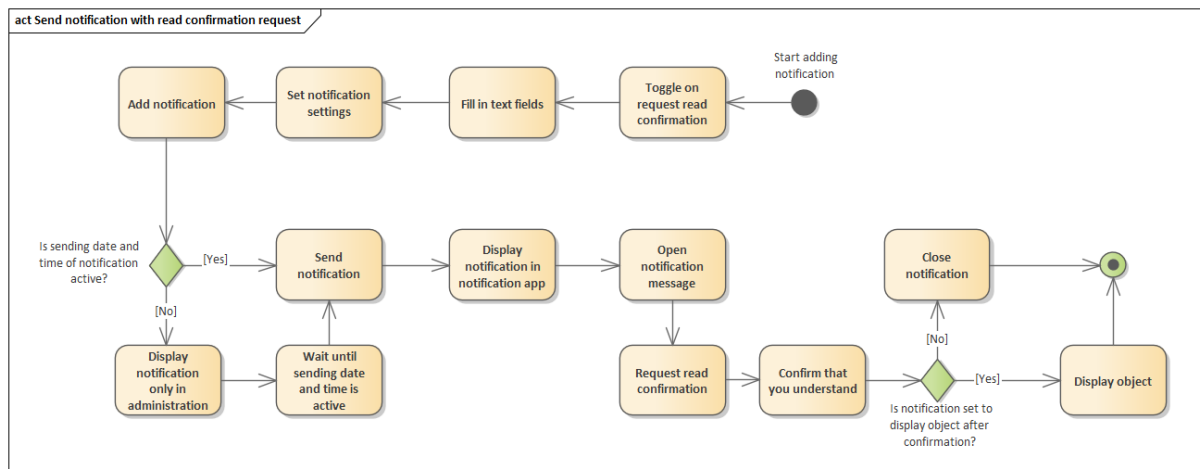 act Send notification with read confirmation request
Start adding
notification
Add notification
Set notification
settings
Fill in text fields
Toggle on
request read
confirmation
Is sending date and
time of notification
active?
[Yes]
[No]
Send
notification
Display
notification in
notification app
Open
notification
message
Close
notification
Display
notification
only in
administration
Wait until
sending date
and time is
active
Request read
confirmation
Confirm that
you understand
[No]
[Yes]
Is notification set to
display object after
confirmation?
Display object